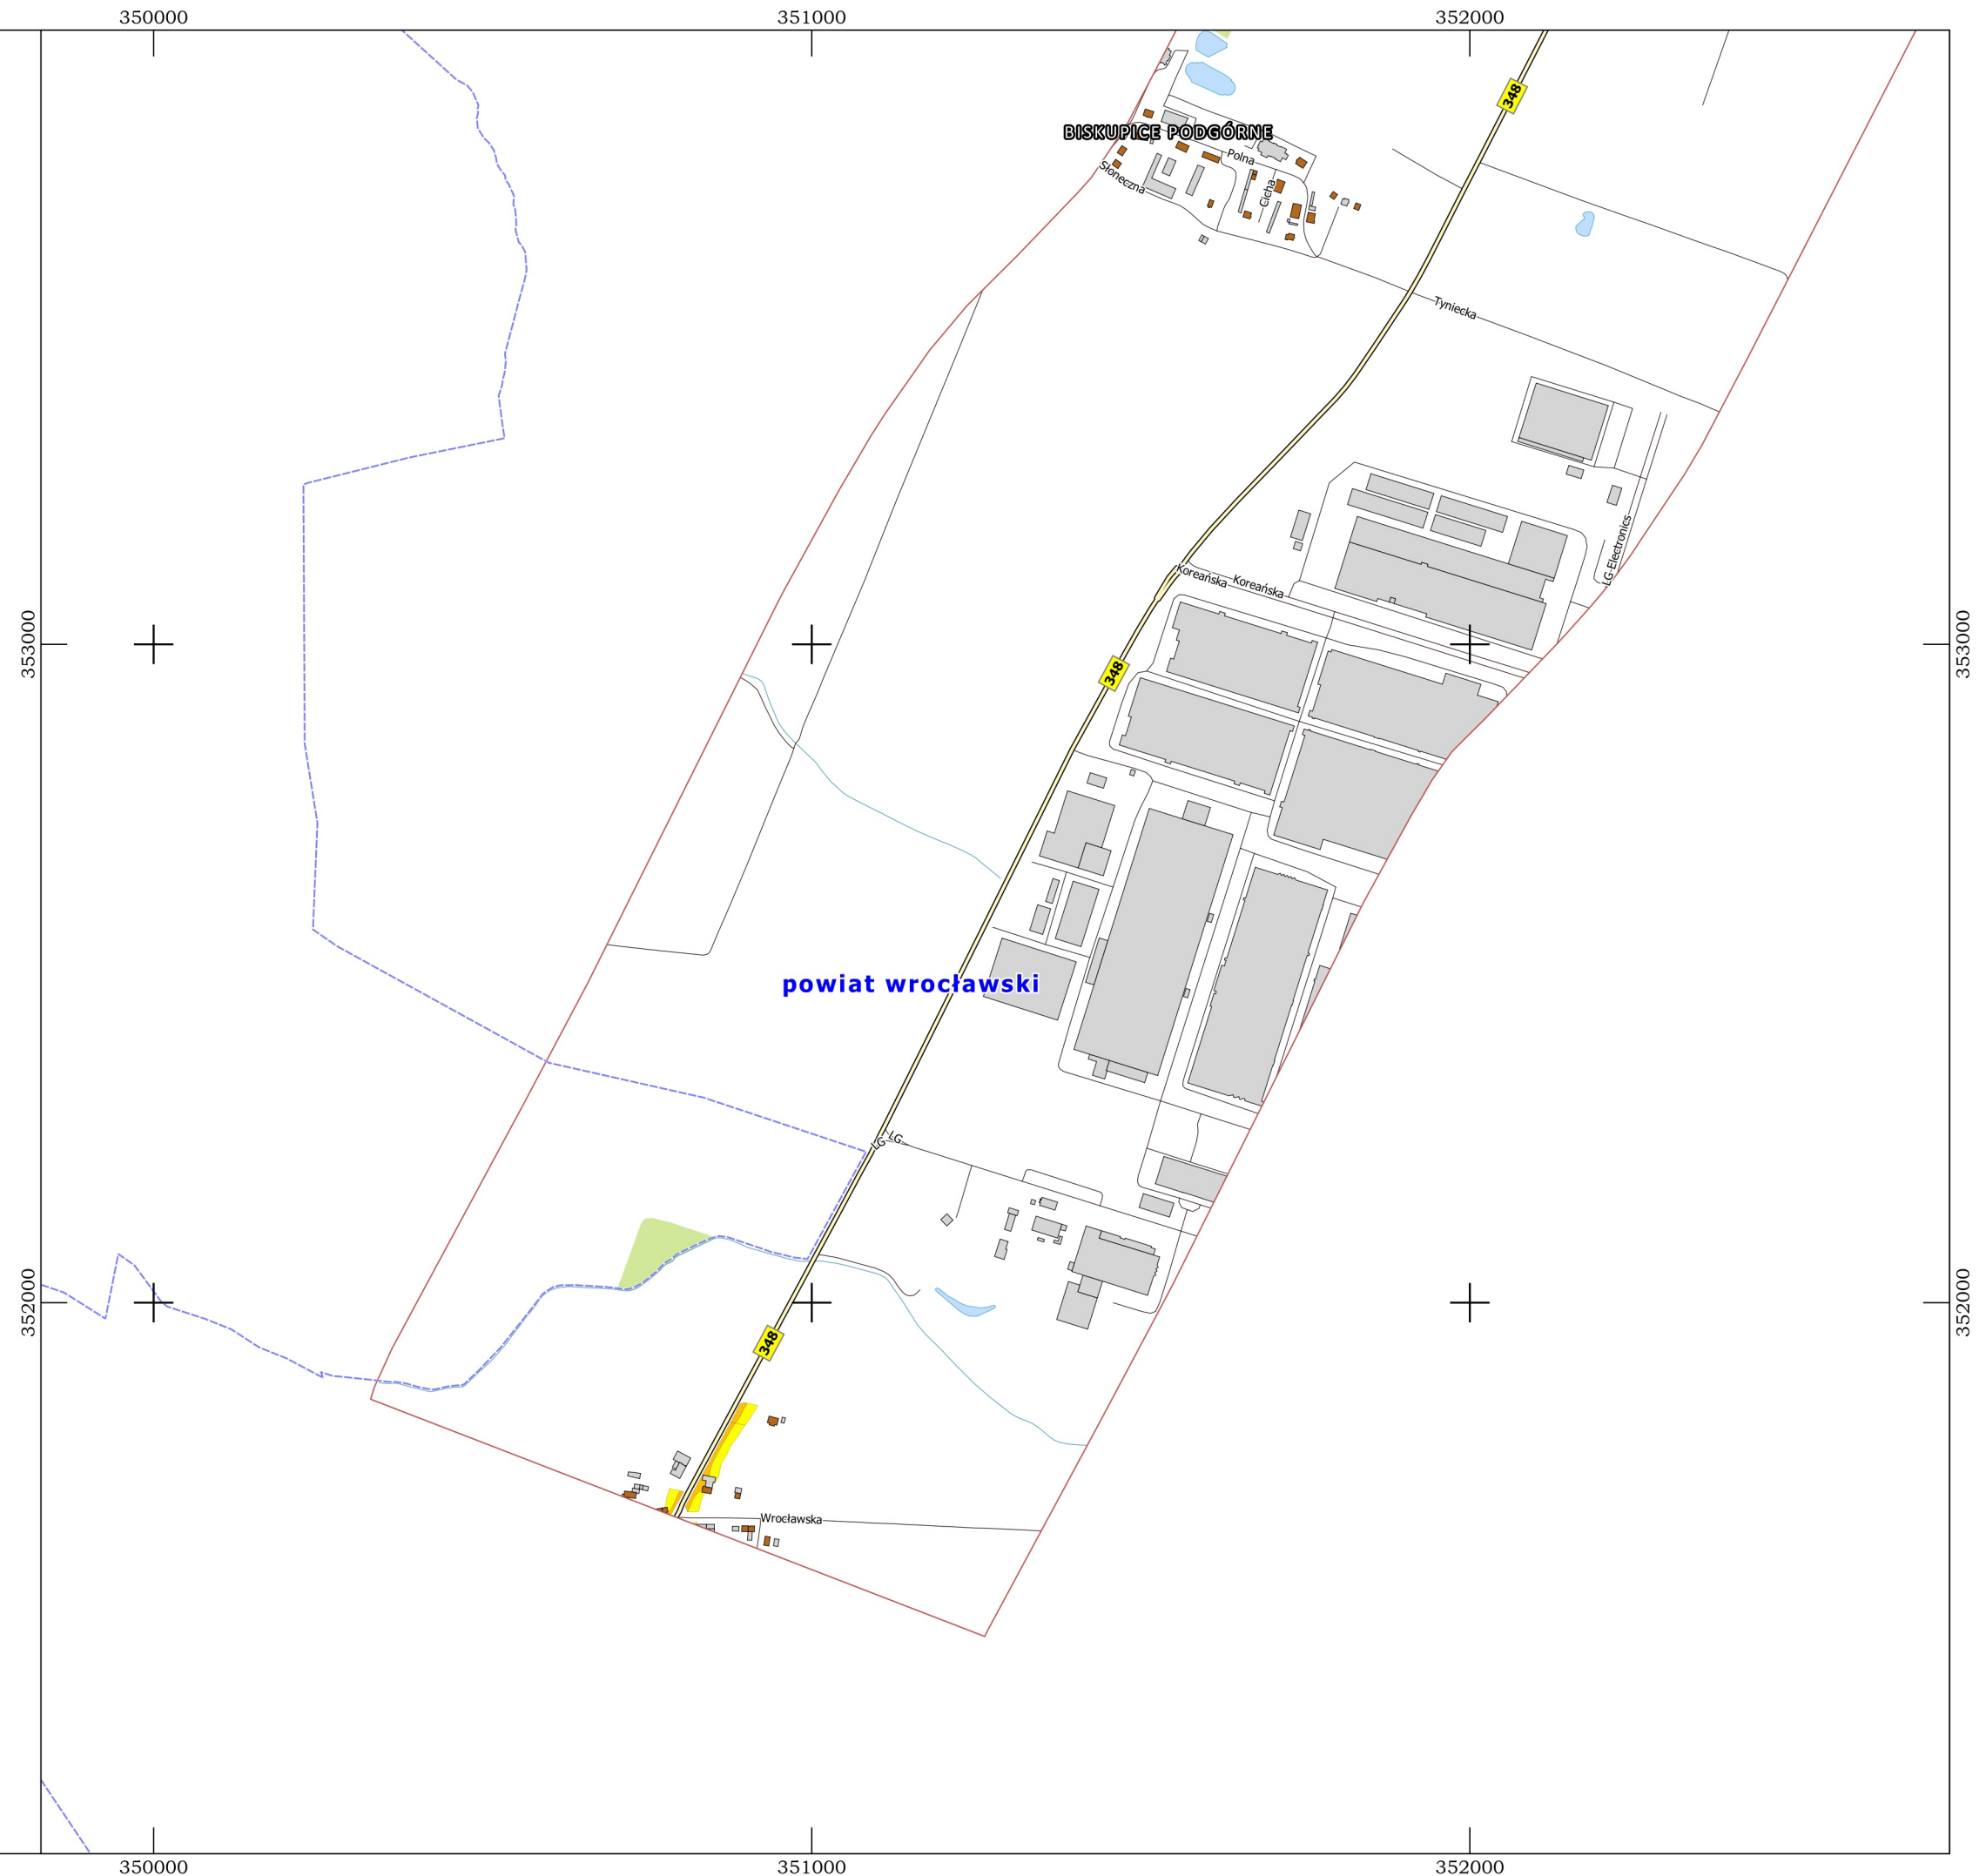 350000 351000 352000
348
BISKUPICE PODGÓRNE
Polna
Słoneczna
Cicha
Tyniecka
LG Electronics
Koreańska Koreańska
353000 353000
348
powiat wrocławski
LG LG
352000 352000
348
Wrocławska
350000 351000 352000